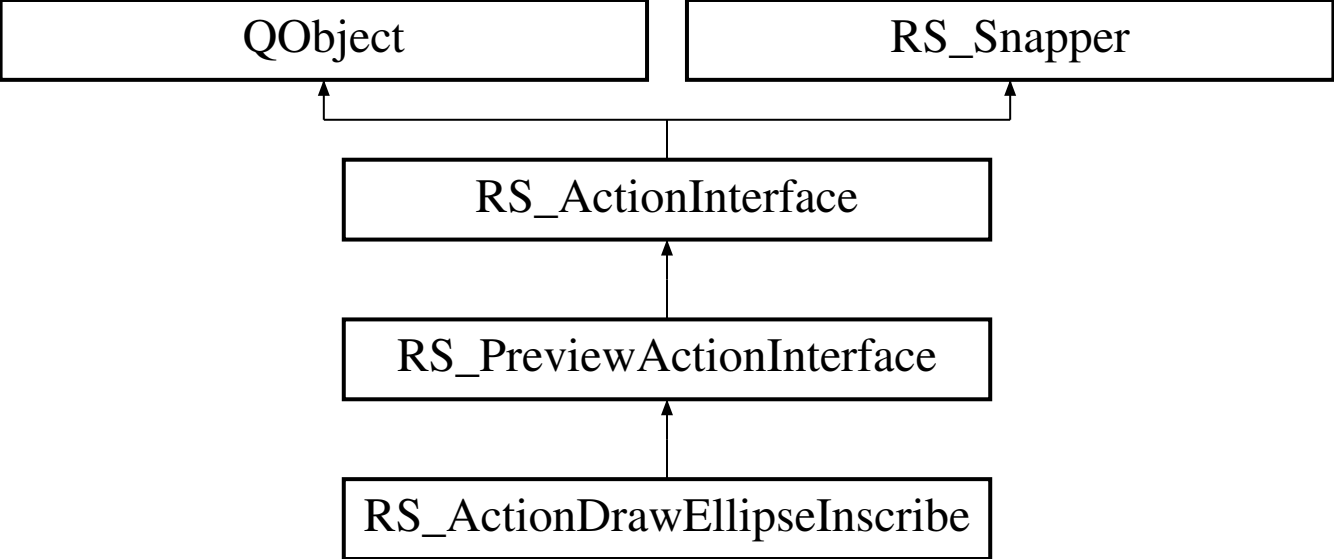 QObject
RS_Snapper
RS_ActionInterface
RS_PreviewActionInterface
RS_ActionDrawEllipseInscribe